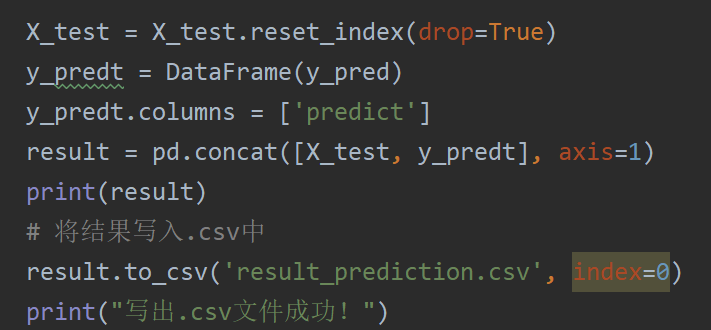 X_test = X_test.reset_index(drop=True)
y_predt = DataFrame(y_pred)
y_predt.columns = ['predict']
result = pd.concat([X_test, y_predt], axis=1)
print(result)
# 将结果写入.csv中
result.to_csv('result_prediction.csv', index=0)
print("写出.csv文件成功！")